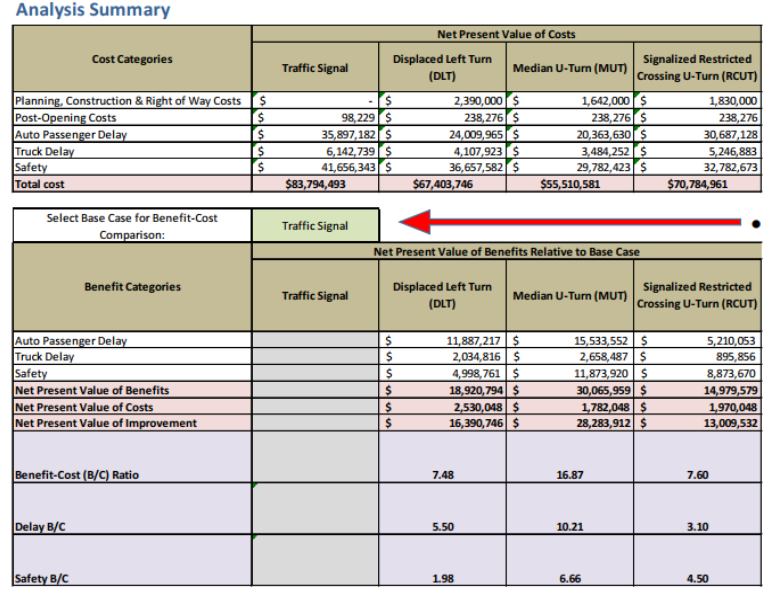 Analysis Summary
Net Present Value of Costs
Cost Categories Traffic Signal Displaced Left Turn (DLT) Median U-Turn (MUT) Signalized Restricted Crossing U-Turn (RCUT)
Planning, Construction & Right of Way Costs $ - $ 2,390,000 $ 1,642,000 $ 1,830,000
Post-Opening Costs $ 98,229 $ 238,276 $ 238,276 $ 238,276
Auto Passenger Delay $ 35,897,182 $ 24,009,965 $ 20,363,630 $ 30,687,128
Truck Delay $ 6,142,739 $ 4,107,923 $ 3,484,252 $ 5,246,883
Safety $ 41,656,343 $ 36,657,582 $ 29,782,423 $ 32,782,673
Total cost $83,794,493 $67,403,746 $55,510,581 $70,784,961
Select Base Case for Benefit-Cost
Comparison:
Traffic Signal
Net Present Value of Benefits Relative to Base Case
Benefit Categories Traffic Signal Displaced Left Turn (DLT) Median U-Turn (MUT) Signalized Restricted Crossing U-Turn (RCUT)
Auto Passenger Delay $ 11,887,217 $ 15,533,552 $ 5,210,053
Truck Delay $ 2,034,816 $ 2,658,487 $ 895,856
Safety $ 4,998,761 $ 11,873,920 $ 8,873,670
Net Present Value of Benefits $ 18,920,794 $ 30,065,959 $ 14,979,579
Net Present Value of Costs $ 2,530,048 $ 1,782,048 $ 1,970,048
Net Present Value of Improvement $ 16,390,746 $ 28,283,912 $ 13,009,532
Benefit-Cost (B/C) Ratio 7.48 16.87 7.60
Delay B/C 5.50 10.21 3.10
Safety B/C 1.98 6.66 4.50